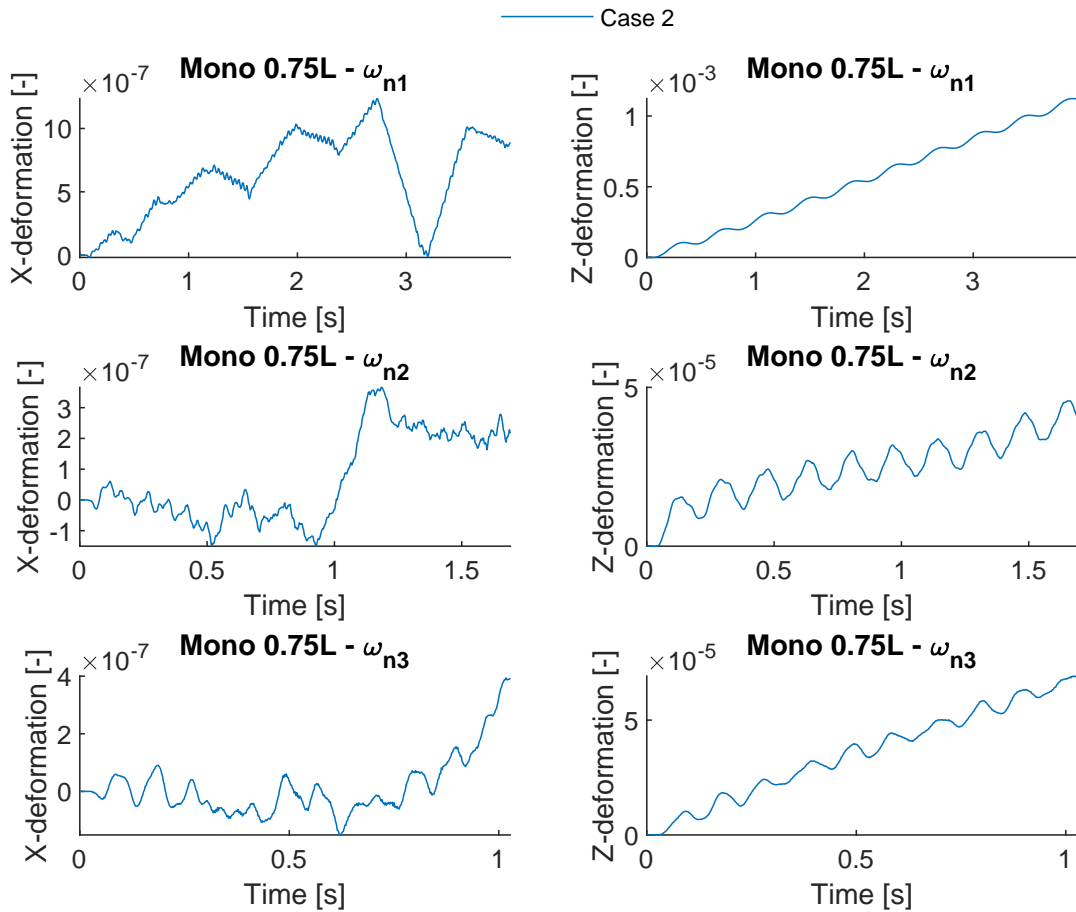 Case 2
Mono 0.75L - ωn1
×10-7
X-deformation [-]
10
5
0
0 1 2 3
Time [s]
Mono 0.75L - ωn1
×10-3
Z-deformation [-]
1
0.5
0
0 1 2 3
Time [s]
Mono 0.75L - ωn2
×10-7
X-deformation [-]
3
2
0
-1
0 0.5 1 1.5
Time [s]
Mono 0.75L - ωn2
×10-5
Z-deformation [-]
5
0
0 0.5 1 1.5
Time [s]
Mono 0.75L - ωn3
×10-7
X-deformation [-]
4
2
0
0 0.5 1
Time [s]
Mono 0.75L - ωn3
×10-5
Z-deformation [-]
5
0
0 0.5 1
Time [s]